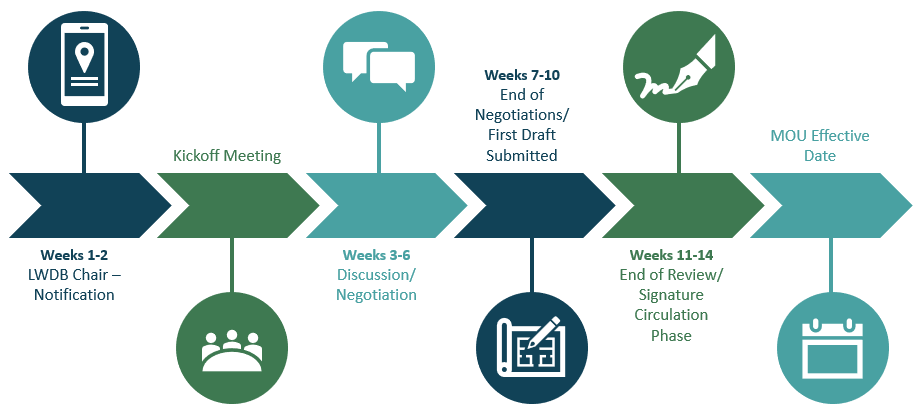 Weeks 1-2
LWDB Chair –
Notification
Kickoff Meeting
Weeks 3-6
Discussion/
Negotiation
Weeks 7-10
End of
Negotiations/
First Draft
Submitted
Weeks 11-14
End of Review/
Signature
Circulation
Phase
MOU Effective
Date